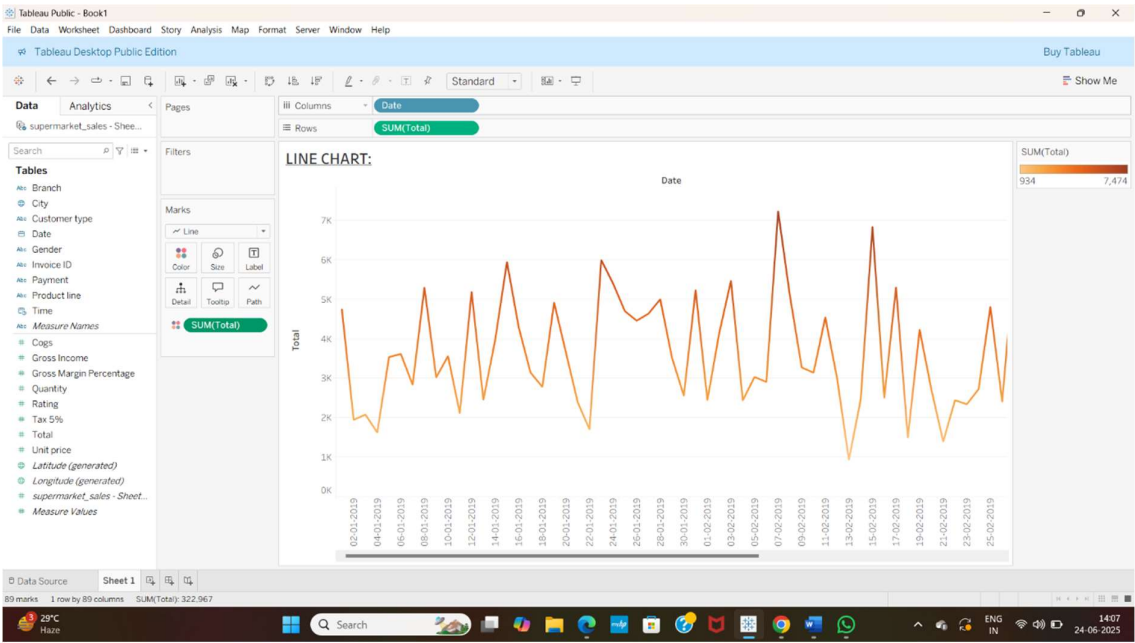 Tableau Public - Book1
File Data Worksheet Dashboard Story Analysis Map Format Server Window Help
Tableau Desktop Public Edition Buy Tableau
Standard Show Me
Data Analytics
supermarket_sales - Shee...
Search
Tables
Abc Branch
City
Abc Customer type
Date
Abc Gender
Abc Invoice ID
Abc Payment
Abc Product line
Time
Abc Measure Names
# Cogs
# Gross Income
# Gross Margin Percentage
# Quantity
# Rating
# Tax 5%
# Total
# Unit price
Latitude (generated)
Longitude (generated)
# supermarket_sales - Sheet...
# Measure Values
Pages
Filters
Marks
Line
Color Size Label
Detail Tooltip Path
SUM(Total)
Columns Date
Rows SUM(Total)
LINE CHART:
Date
Total
7K
6K
5K
4K
3K
2K
1K
0K
02-01-2019
04-01-2019
06-01-2019
08-01-2019
10-01-2019
12-01-2019
14-01-2019
16-01-2019
18-01-2019
20-01-2019
22-01-2019
24-01-2019
26-01-2019
28-01-2019
30-01-2019
01-02-2019
03-02-2019
05-02-2019
07-02-2019
09-02-2019
11-02-2019
13-02-2019
15-02-2019
17-02-2019
19-02-2019
21-02-2019
23-02-2019
25-02-2019
SUM(Total)
934 7,474
Data Source Sheet 1
89 marks 1 row by 89 columns SUM(Total): 322,967
3
29°C
Haze
Search
ENG
IN
14:07
24-06-2025